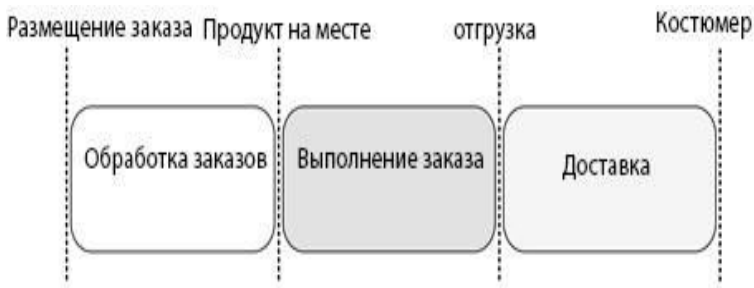 Размещение заказа
Продукт на месте
отгрузка
Костюмер
Обработка заказов
Выполнение заказа
Доставка